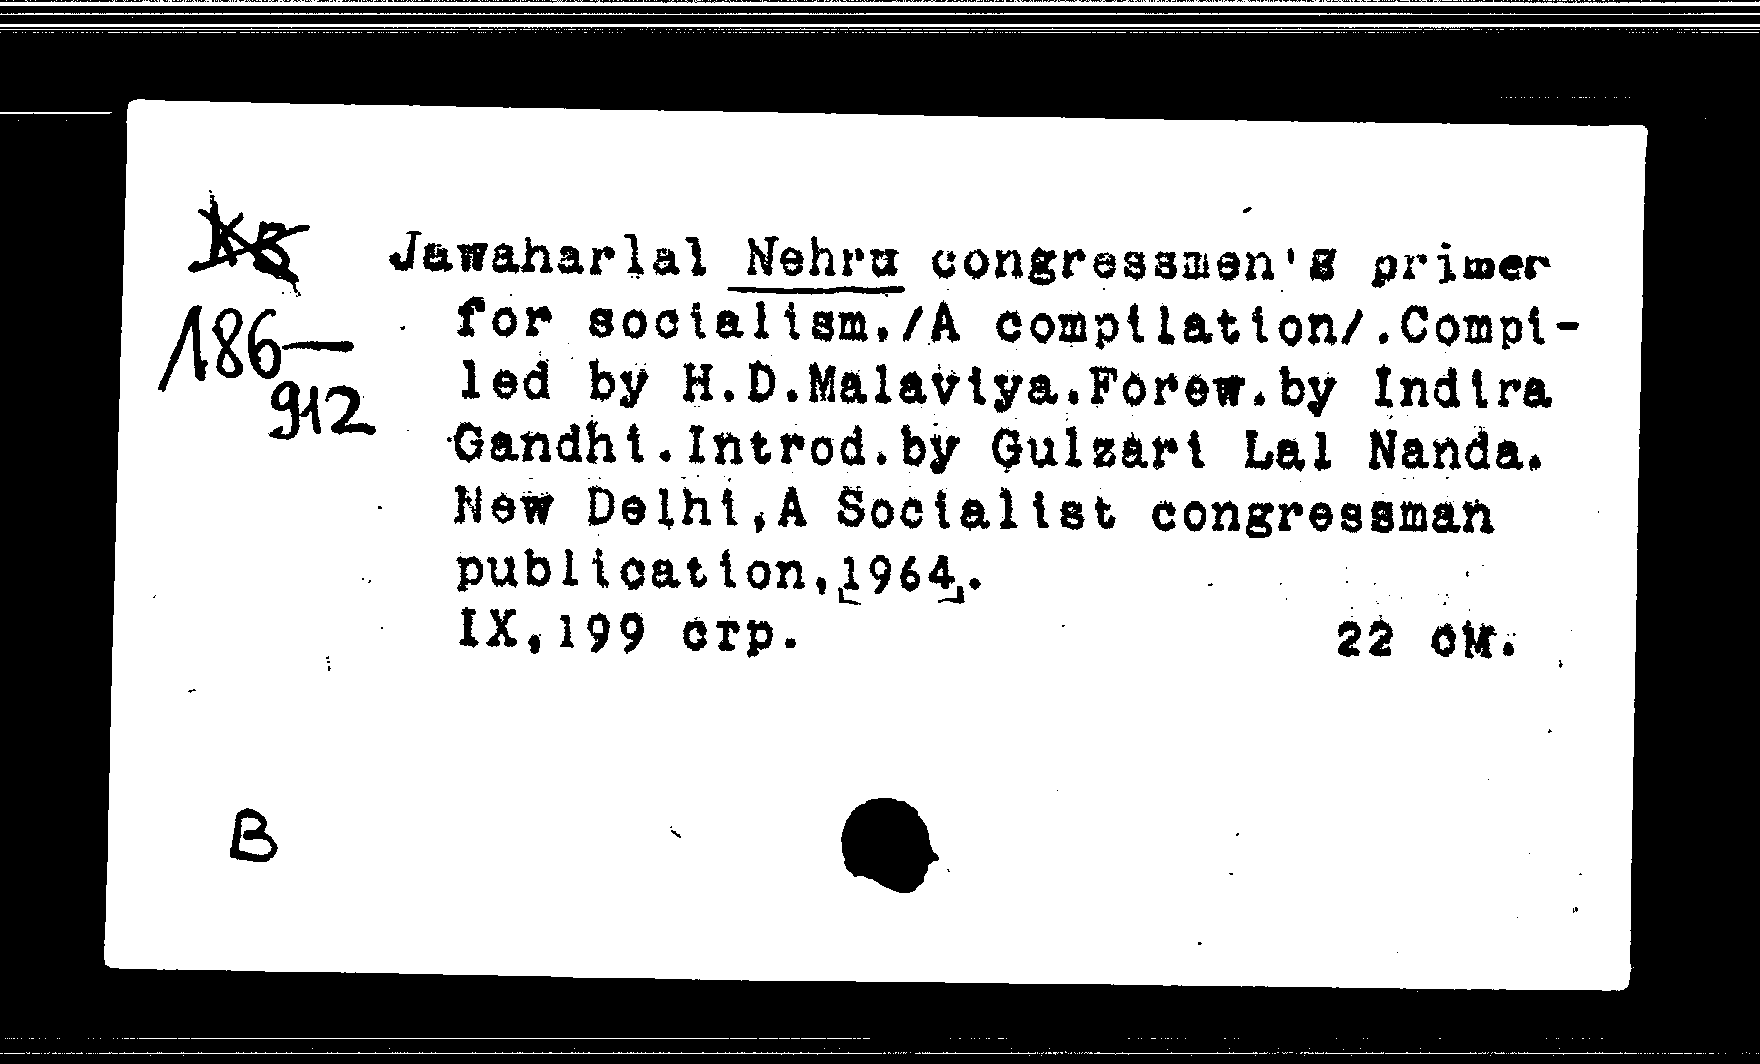 КБ
186-
912
Jawaharlal Nehru congressmen's primer
for socialism./A compilation/.Compi-
led by H.D.Malaviya.Forew.by Indira
Gandhi.Introd.by Gulzari Lal Nanda.
New Delhi,A Socialist congressman
publication,[1964].
IX,199 стр. 22 см.
B